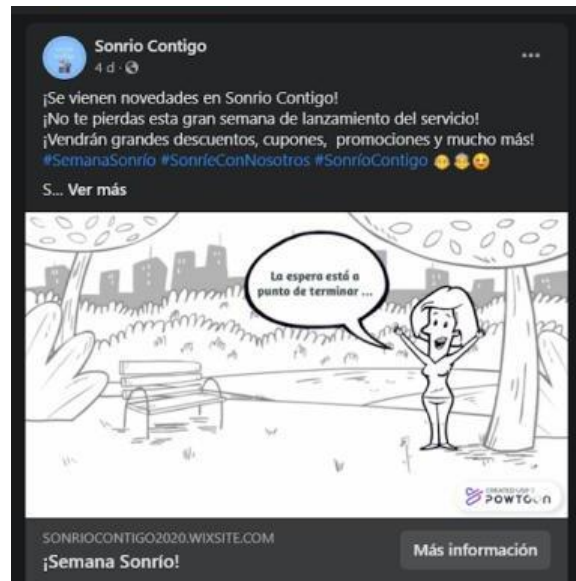 Sonrio Contigo
4 d ·
¡Se vienen novedades en Sonrio Contigo!
¡No te pierdas esta gran semana de lanzamiento del servicio!
¡Vendrán grandes descuentos, cupones, promociones y mucho más!
#SemanaSonrío #SonríeConNosotros #SonríoContigo
S... Ver más
La espera está a
punto de terminar ...
CREATED USING
POWTOON
SONRIOCONTIGO2020.WIXSITE.COM
¡Semana Sonrío!
Más información